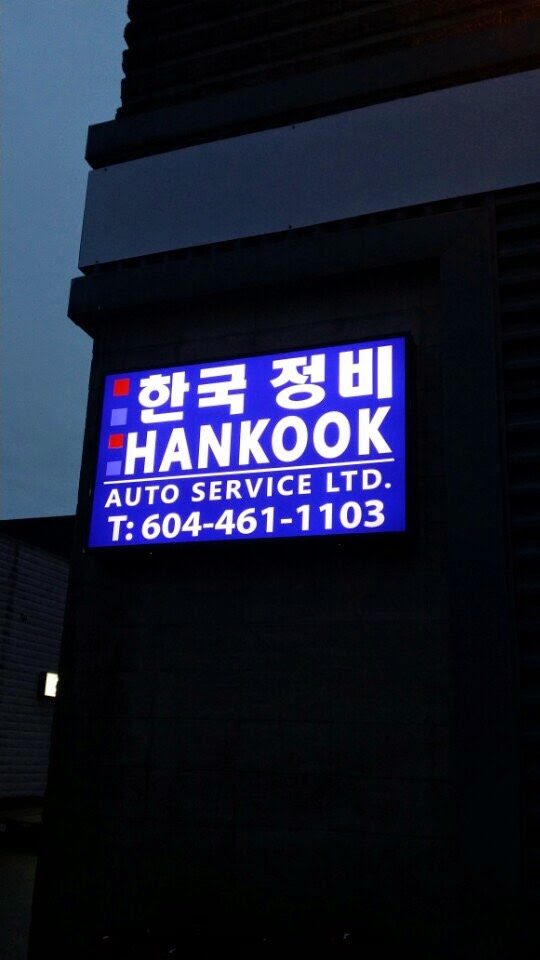 한국 정비
HANKOOK
AUTO SERVICE LTD.
T: 604-461-1103